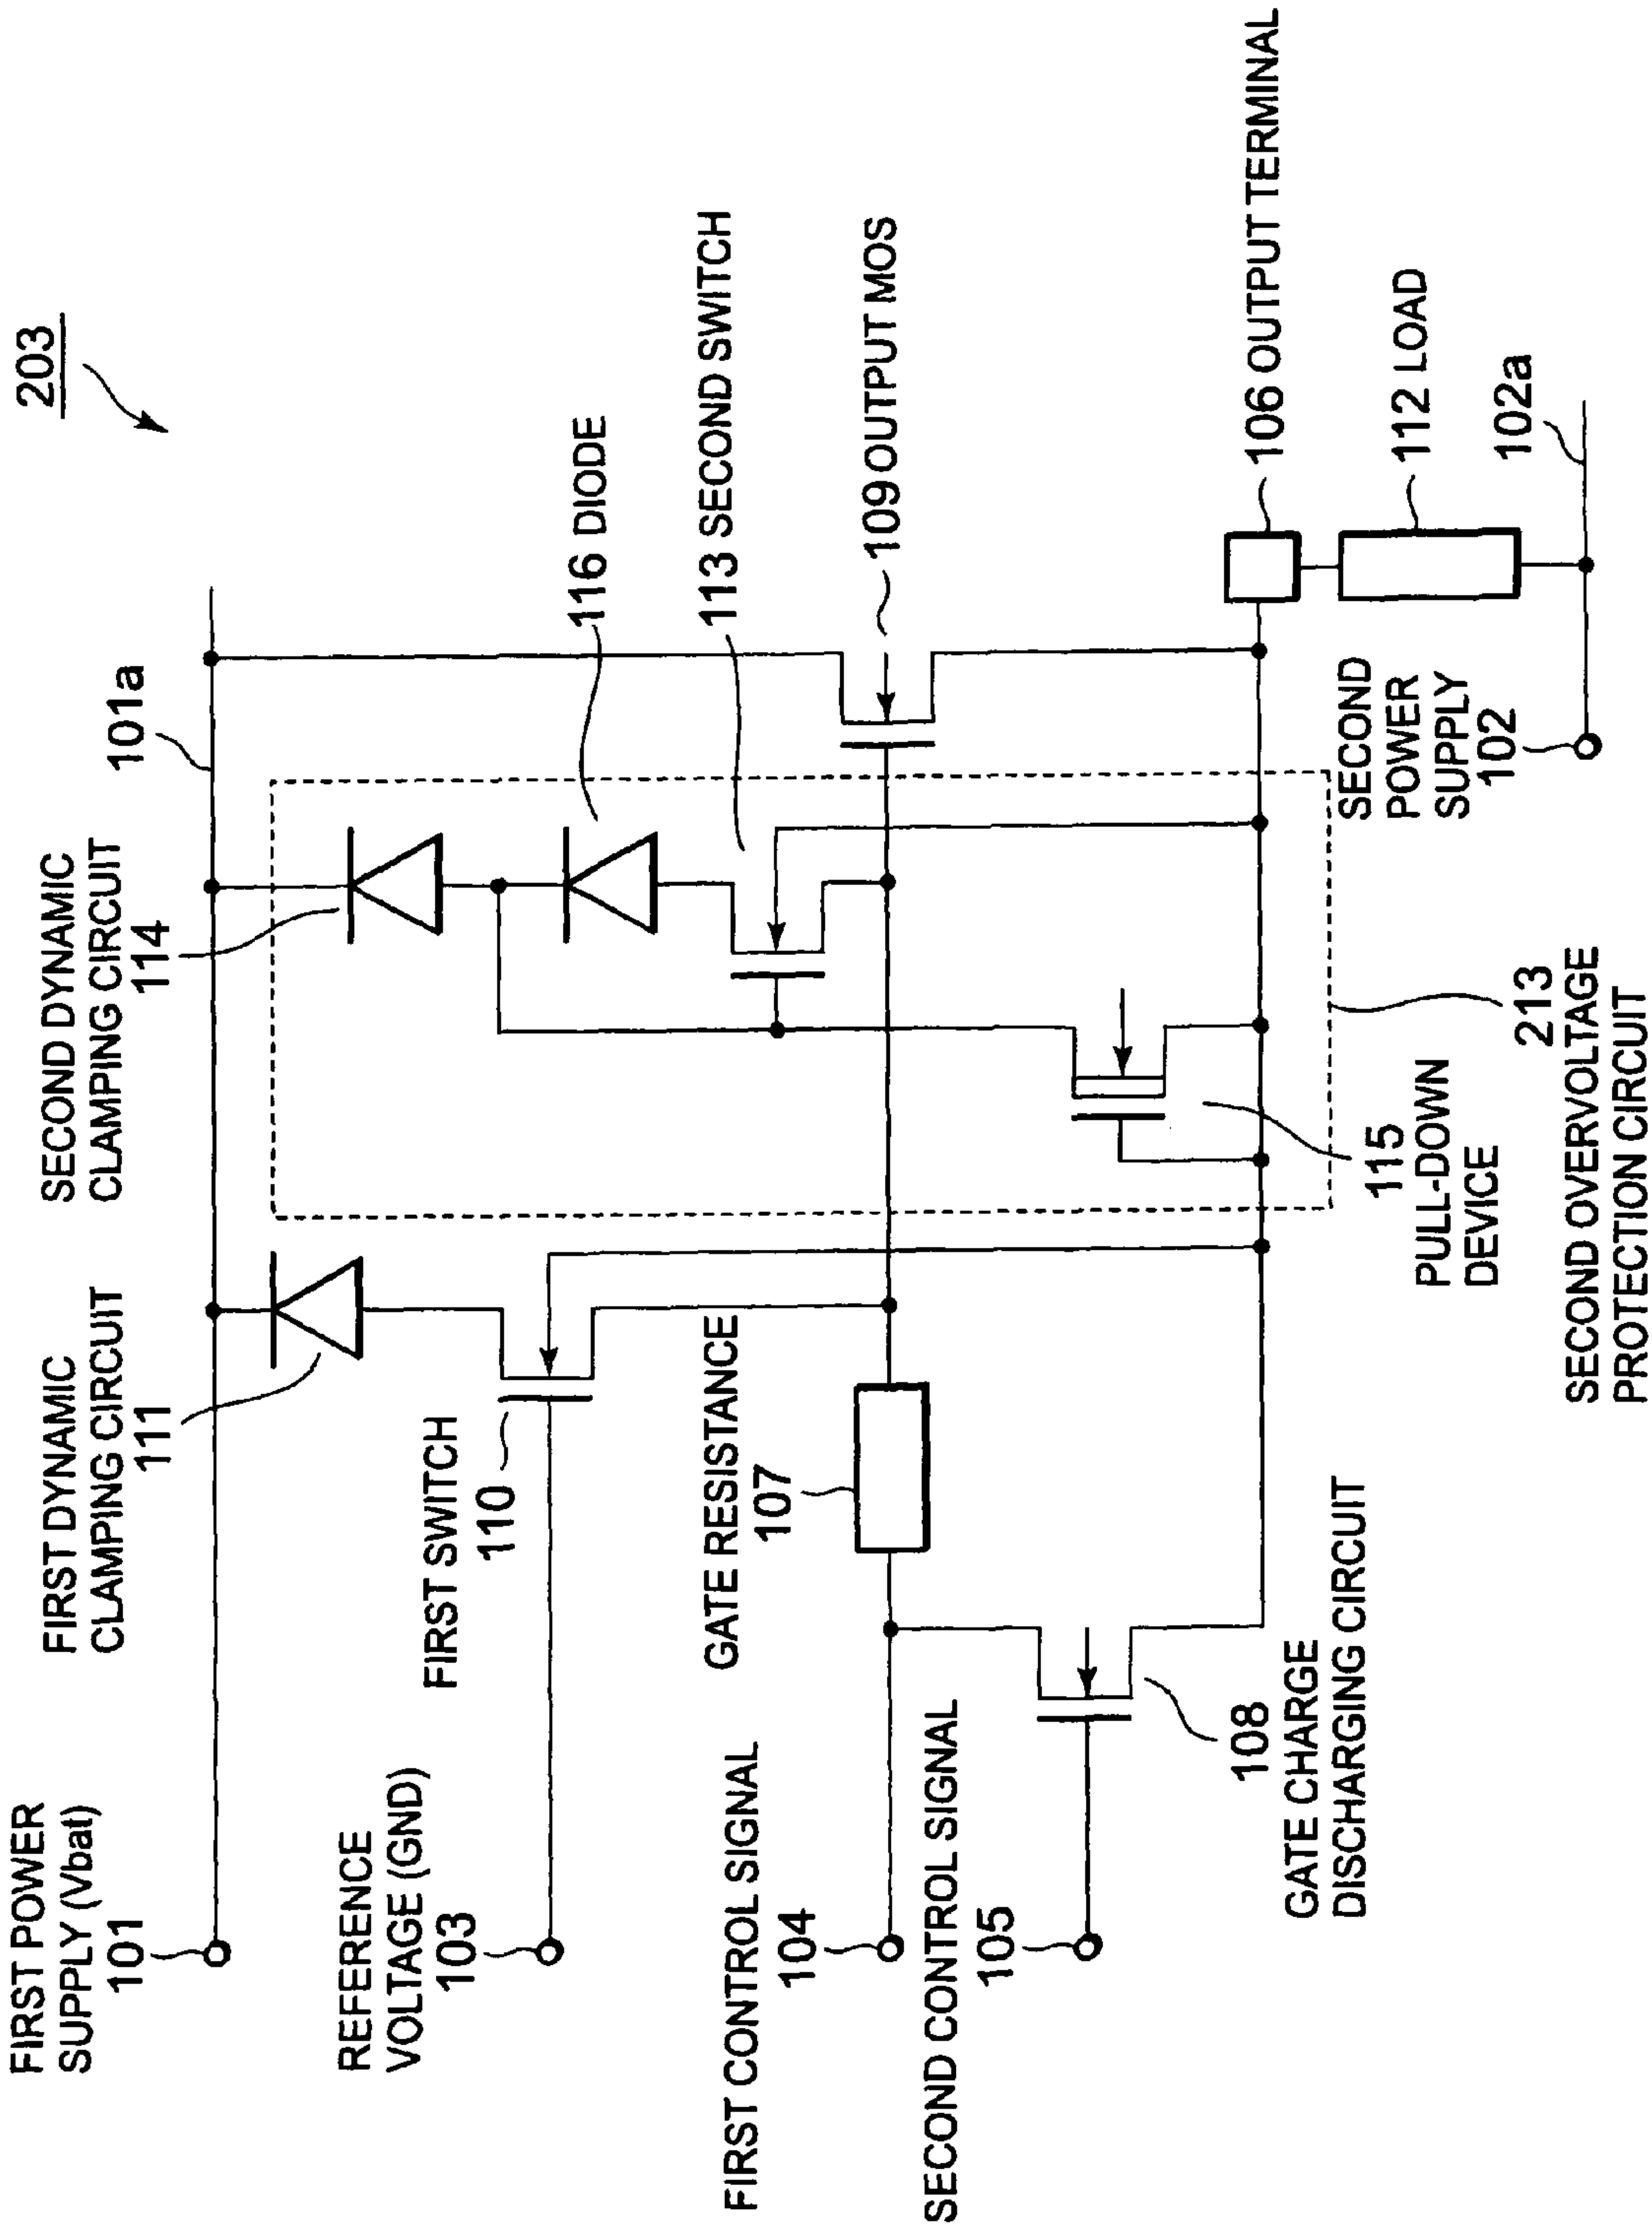 203
FIRST POWER
SUPPLY (Vbat)
101
FIRST DYNAMIC
CLAMPING CIRCUIT
111
SECOND DYNAMIC
CLAMPING CIRCUIT
114
101a
116 DIODE
113 SECOND SWITCH
109 OUTPUT MOS
REFERENCE
VOLTAGE (GND)
103
FIRST SWITCH
110
GATE RESISTANCE
107
FIRST CONTROL SIGNAL
104
SECOND CONTROL SIGNAL
105
108
GATE CHARGE
DISCHARGING CIRCUIT
115
PULL-DOWN
DEVICE
213
SECOND OVERVOLTAGE
PROTECTION CIRCUIT
SECOND
POWER
SUPPLY
102
106 OUTPUT TERMINAL
112 LOAD
102a